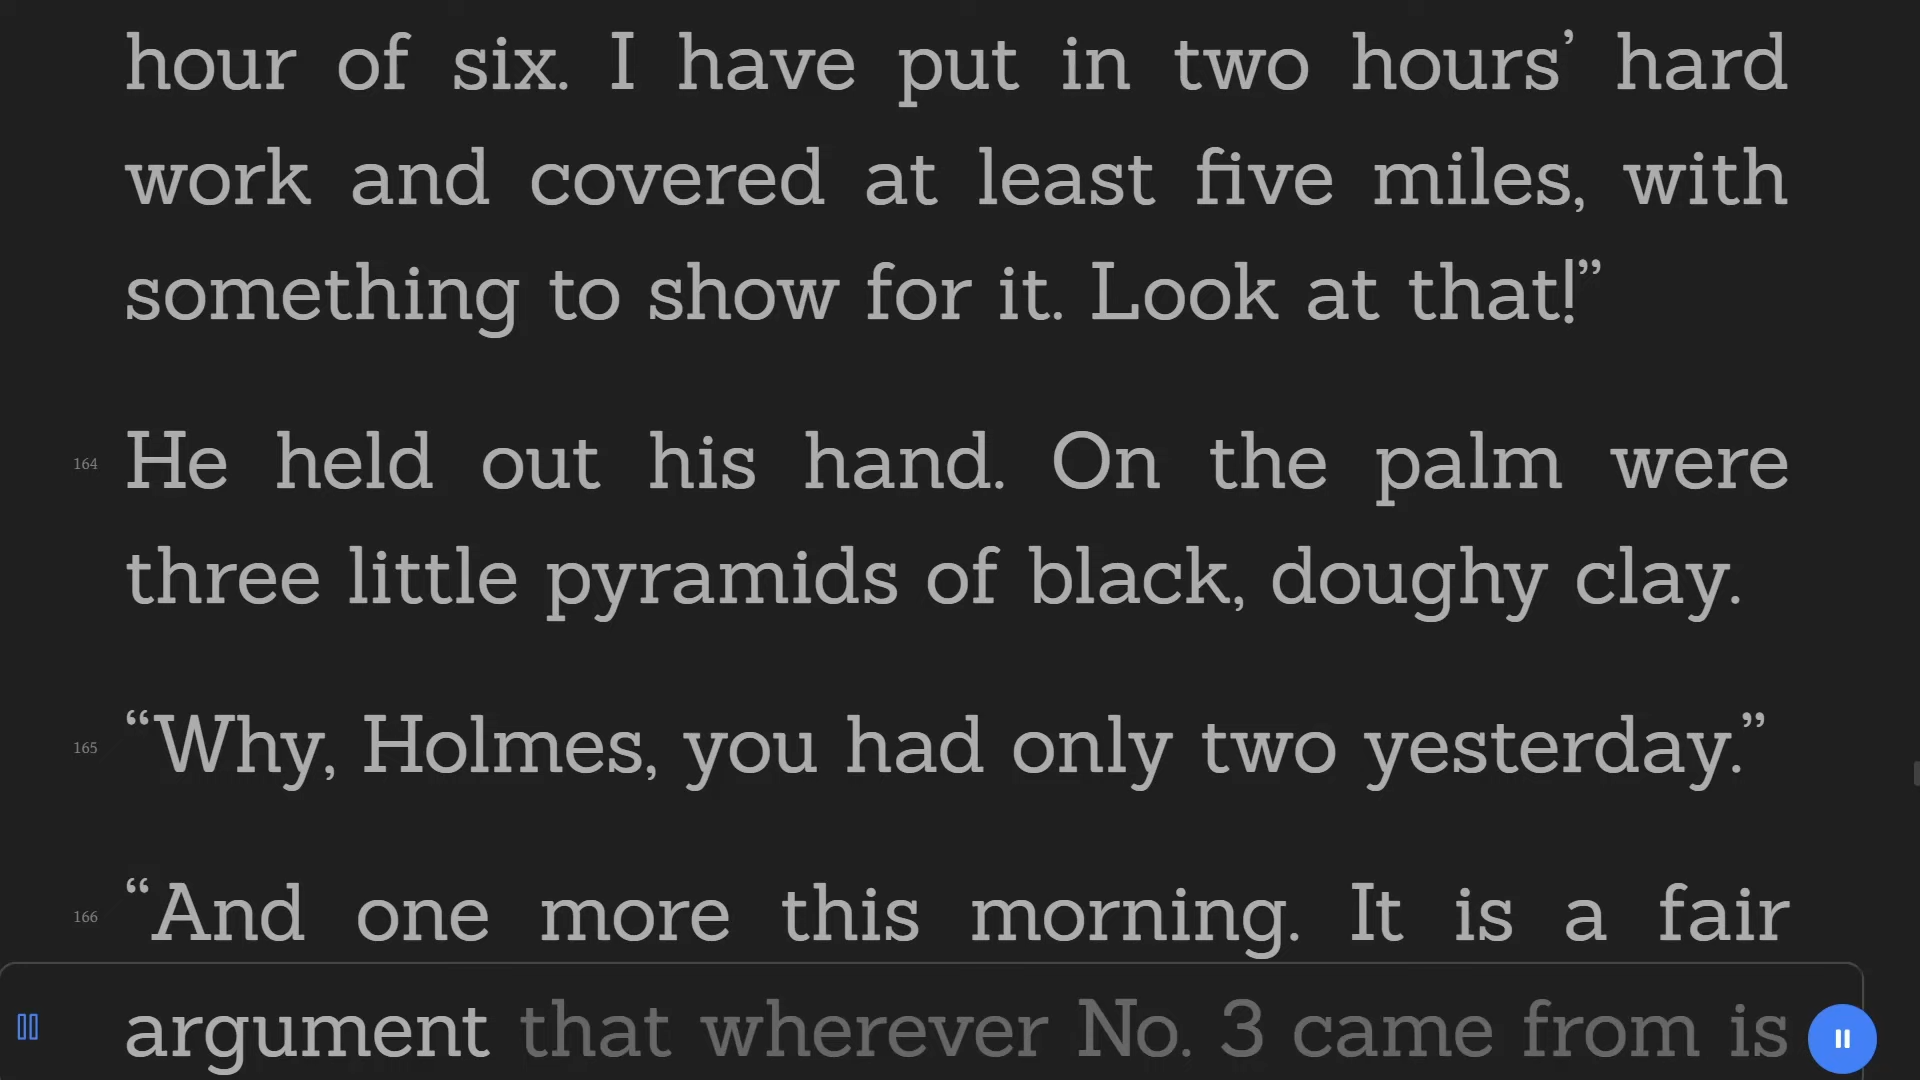 hour of six. I have put in two hours’ hard
work and covered at least five miles, with
something to show for it. Look at that!”
164 He held out his hand. On the palm were
three little pyramids of black, doughy clay.
165 “Why, Holmes, you had only two yesterday.”
166 “And one more this morning. It is a fair
argument that wherever No. 3 came from is